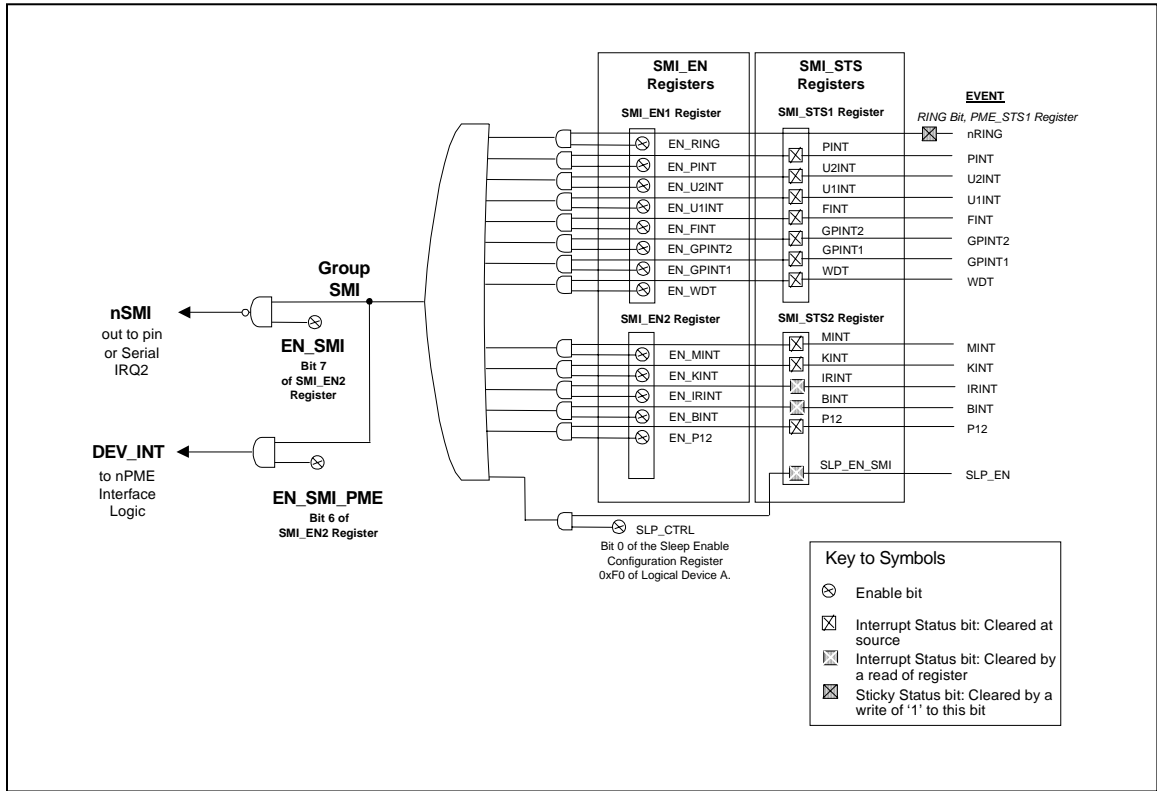 SMI_EN
Registers
SMI_STS
Registers
EVENT
SMI_EN1 Register
SMI_STS1 Register
RING Bit, PME_STS1 Register
nRING
EN_RING
PINT
PINT
EN_PINT
U2INT
U2INT
EN_U2INT
U1INT
U1INT
EN_U1INT
FINT
FINT
EN_FINT
GPINT2
GPINT2
EN_GPINT2
GPINT1
GPINT1
EN_GPINT1
WDT
WDT
EN_WDT
Group
SMI
nSMI
out to pin
or Serial
IRQ2
EN_SMI
Bit 7
of SMI_EN2
Register
SMI_EN2 Register
SMI_STS2 Register
MINT
MINT
EN_MINT
KINT
KINT
EN_KINT
IRINT
IRINT
EN_IRINT
BINT
BINT
EN_BINT
P12
P12
EN_P12
DEV_INT
to nPME
Interface
Logic
EN_SMI_PME
Bit 6 of
SMI_EN2 Register
SLP_EN_SMI
SLP_EN
SLP_CTRL
Bit 0 of the Sleep Enable
Configuration Register
0xF0 of Logical Device A.
Key to Symbols
Enable bit
Interrupt Status bit: Cleared at
source
Interrupt Status bit: Cleared by
a read of register
Sticky Status bit: Cleared by a
write of ‘1’ to this bit